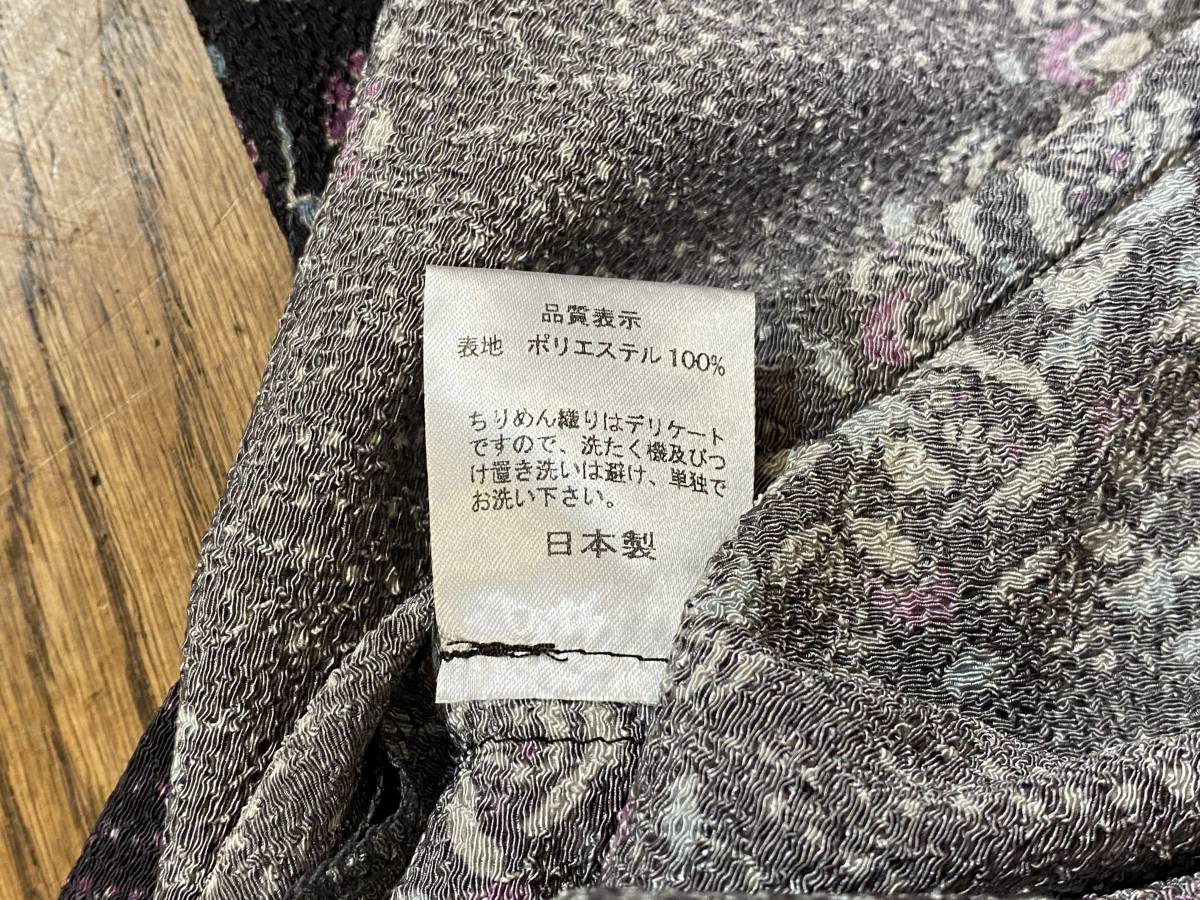 品質表示
表地 ポリエステル100%
ちりめん織りはデリケート
ですので、洗たく機及びつ
け置き洗いは避け、単独で
お洗い下さい。
日本製